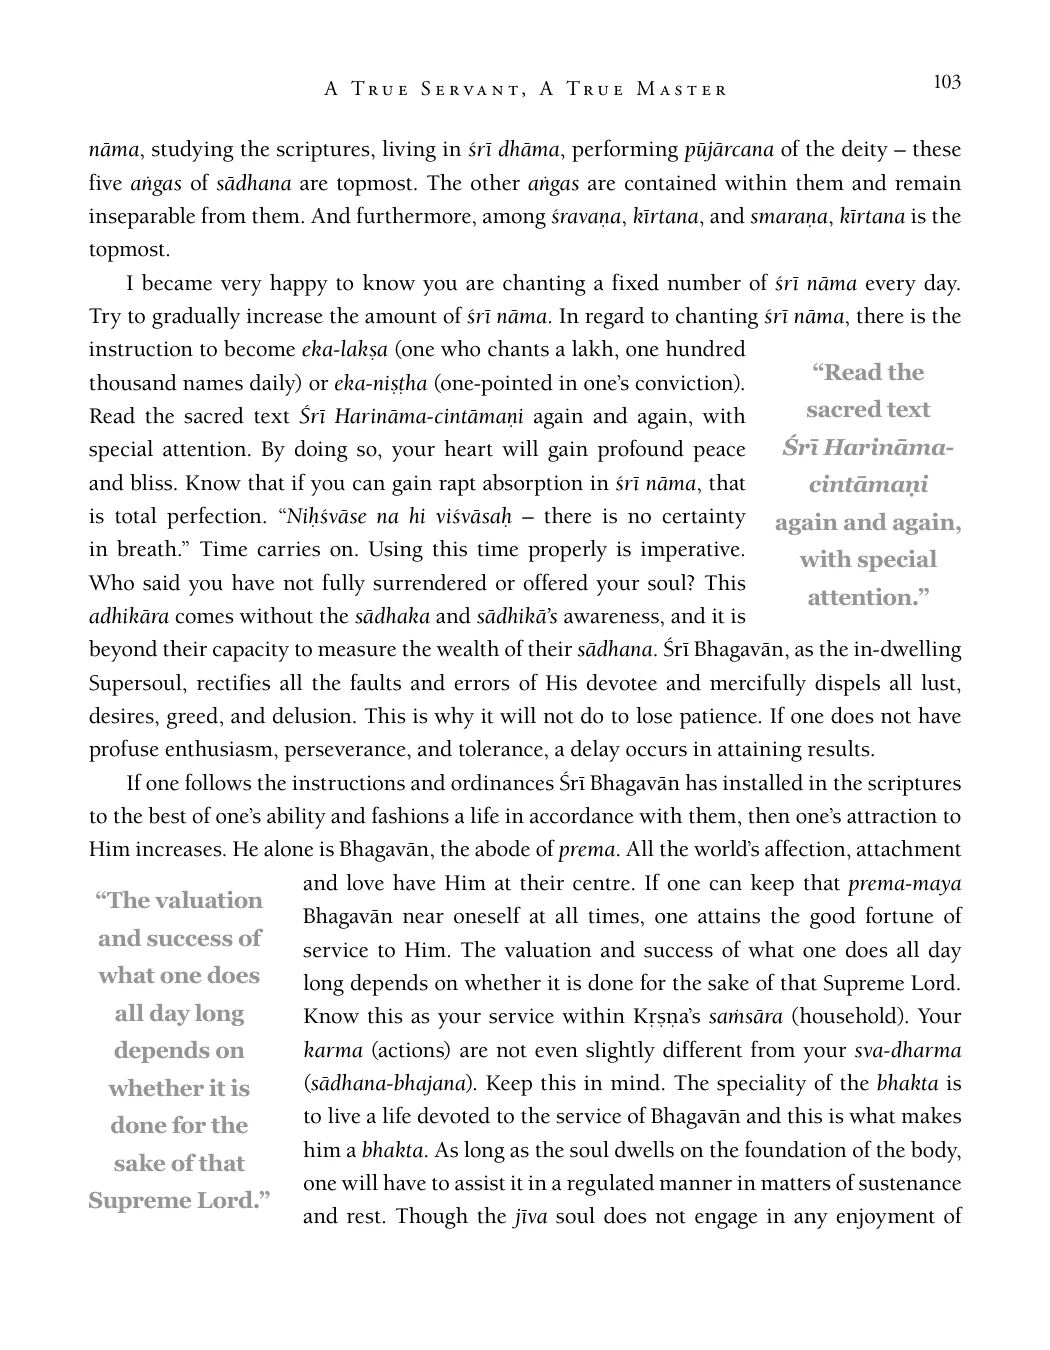 A True Servant, A True Master
103
nāma, studying the scriptures, living in śrī dhāma, performing pūjārcana of the deity – these
five aṅgas of sādhana are topmost. The other aṅgas are contained within them and remain
inseparable from them. And furthermore, among śravaṇa, kīrtana, and smaraṇa, kīrtana is the
topmost.
I became very happy to know you are chanting a fixed number of śrī nāma every day.
Try to gradually increase the amount of śrī nāma. In regard to chanting śrī nāma, there is the
instruction to become eka-lakṣa (one who chants a lakh, one hundred
thousand names daily) or eka-niṣṭha (one-pointed in one’s conviction).
Read the sacred text Śrī Harināma-cintāmaṇi again and again, with
special attention. By doing so, your heart will gain profound peace
and bliss. Know that if you can gain rapt absorption in śrī nāma, that
is total perfection. “Niḥśvāse na hi viśvāsaḥ – there is no certainty
in breath.” Time carries on. Using this time properly is imperative.
Who said you have not fully surrendered or offered your soul? This
adhikāra comes without the sādhaka and sādhikā’s awareness, and it is
beyond their capacity to measure the wealth of their sādhana. Śrī Bhagavān, as the in-dwelling
Supersoul, rectifies all the faults and errors of His devotee and mercifully dispels all lust,
desires, greed, and delusion. This is why it will not do to lose patience. If one does not have
profuse enthusiasm, perseverance, and tolerance, a delay occurs in attaining results.
“Read the
sacred text
Śrī Harināma-
cintāmaṇi
again and again,
with special
attention.”
If one follows the instructions and ordinances Śrī Bhagavān has installed in the scriptures
to the best of one’s ability and fashions a life in accordance with them, then one’s attraction to
Him increases. He alone is Bhagavān, the abode of prema. All the world’s affection, attachment
and love have Him at their centre. If one can keep that prema-maya
Bhagavān near oneself at all times, one attains the good fortune of
service to Him. The valuation and success of what one does all day
long depends on whether it is done for the sake of that Supreme Lord.
Know this as your service within Kṛṣṇa’s saṁsāra (household). Your
karma (actions) are not even slightly different from your sva-dharma
(sādhana-bhajana). Keep this in mind. The speciality of the bhakta is
to live a life devoted to the service of Bhagavān and this is what makes
him a bhakta. As long as the soul dwells on the foundation of the body,
one will have to assist it in a regulated manner in matters of sustenance
and rest. Though the jīva soul does not engage in any enjoyment of
“The valuation
and success of
what one does
all day long
depends on
whether it is
done for the
sake of that
Supreme Lord.”